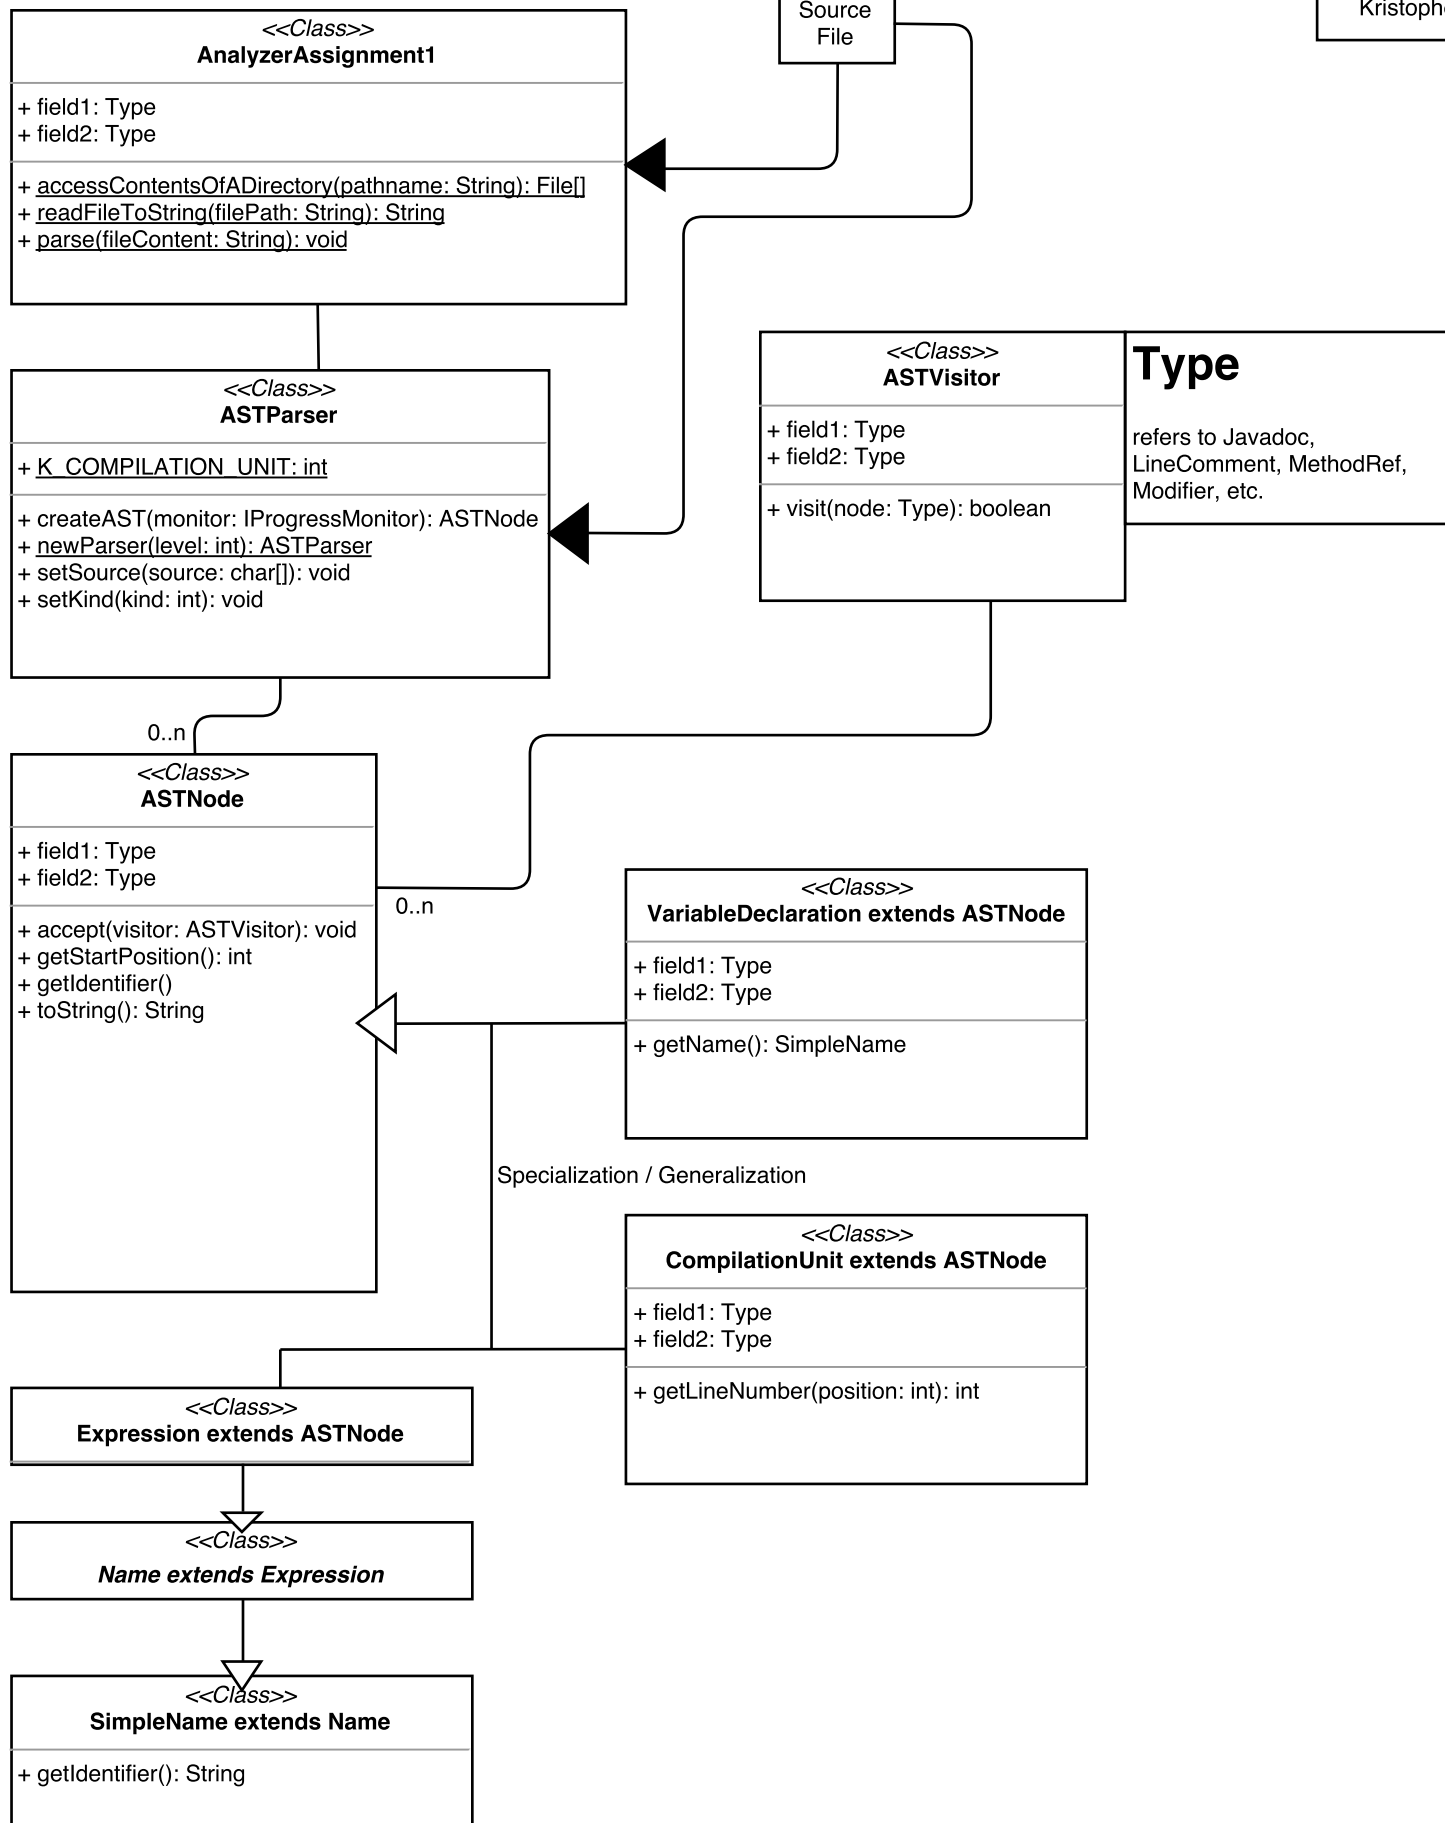 <<Class>>
AnalyzerAssignment1
+ field1: Type
+ field2: Type
+ accessContentsOfADirectory(pathname: String): File[]
+ readFileToString(filePath: String): String
+ parse(fileContent: String): void
Source
File
<<Class>>
ASTParser
+ K_COMPILATION_UNIT: int
+ createAST(monitor: IProgressMonitor): ASTNode
+ newParser(level: int): ASTParser
+ setSource(source: char[]): void
+ setKind(kind: int): void
<<Class>>
ASTVisitor
+ field1: Type
+ field2: Type
+ visit(node: Type): boolean
Type
refers to Javadoc,
LineComment, MethodRef,
Modifier, etc.
0..n
<<Class>>
ASTNode
+ field1: Type
+ field2: Type
+ accept(visitor: ASTVisitor): void
+ getStartPosition(): int
+ getIdentifier()
+ toString(): String
0..n
<<Class>>
VariableDeclaration extends ASTNode
+ field1: Type
+ field2: Type
+ getName(): SimpleName
Specialization / Generalization
<<Class>>
CompilationUnit extends ASTNode
+ field1: Type
+ field2: Type
+ getLineNumber(position: int): int
<<Class>>
Expression extends ASTNode
<<Class>>
Name extends Expression
<<Class>>
SimpleName extends Name
+ getIdentifier(): String